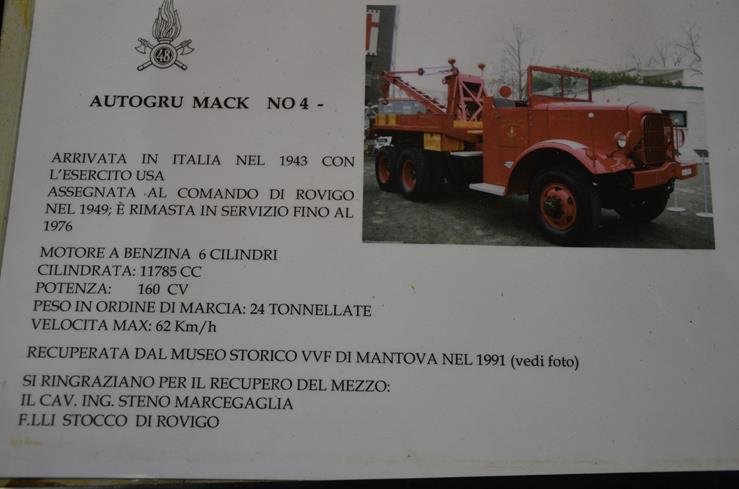 48
AUTOGRU MACK NO 4 -
ARRIVATA IN ITALIA NEL 1943 CON
L'ESERCITO USA
ASSEGNATA AL COMANDO DI ROVIGO
NEL 1949; È RIMASTA IN SERVIZIO FINO AL
1976
MOTORE A BENZINA 6 CILINDRI
CILINDRATA: 11785 CC
POTENZA: 160 CV
PESO IN ORDINE DI MARCIA: 24 TONNELLATE
VELOCITA MAX: 62 Km/h
RECUPERATA DAL MUSEO STORICO VVF DI MANTOVA NEL 1991 (vedi foto)
SI RINGRAZIANO PER IL RECUPERO DEL MEZZO:
IL CAV. ING. STENO MARCEGAGLIA
F.LLI STOCCO DI ROVIGO